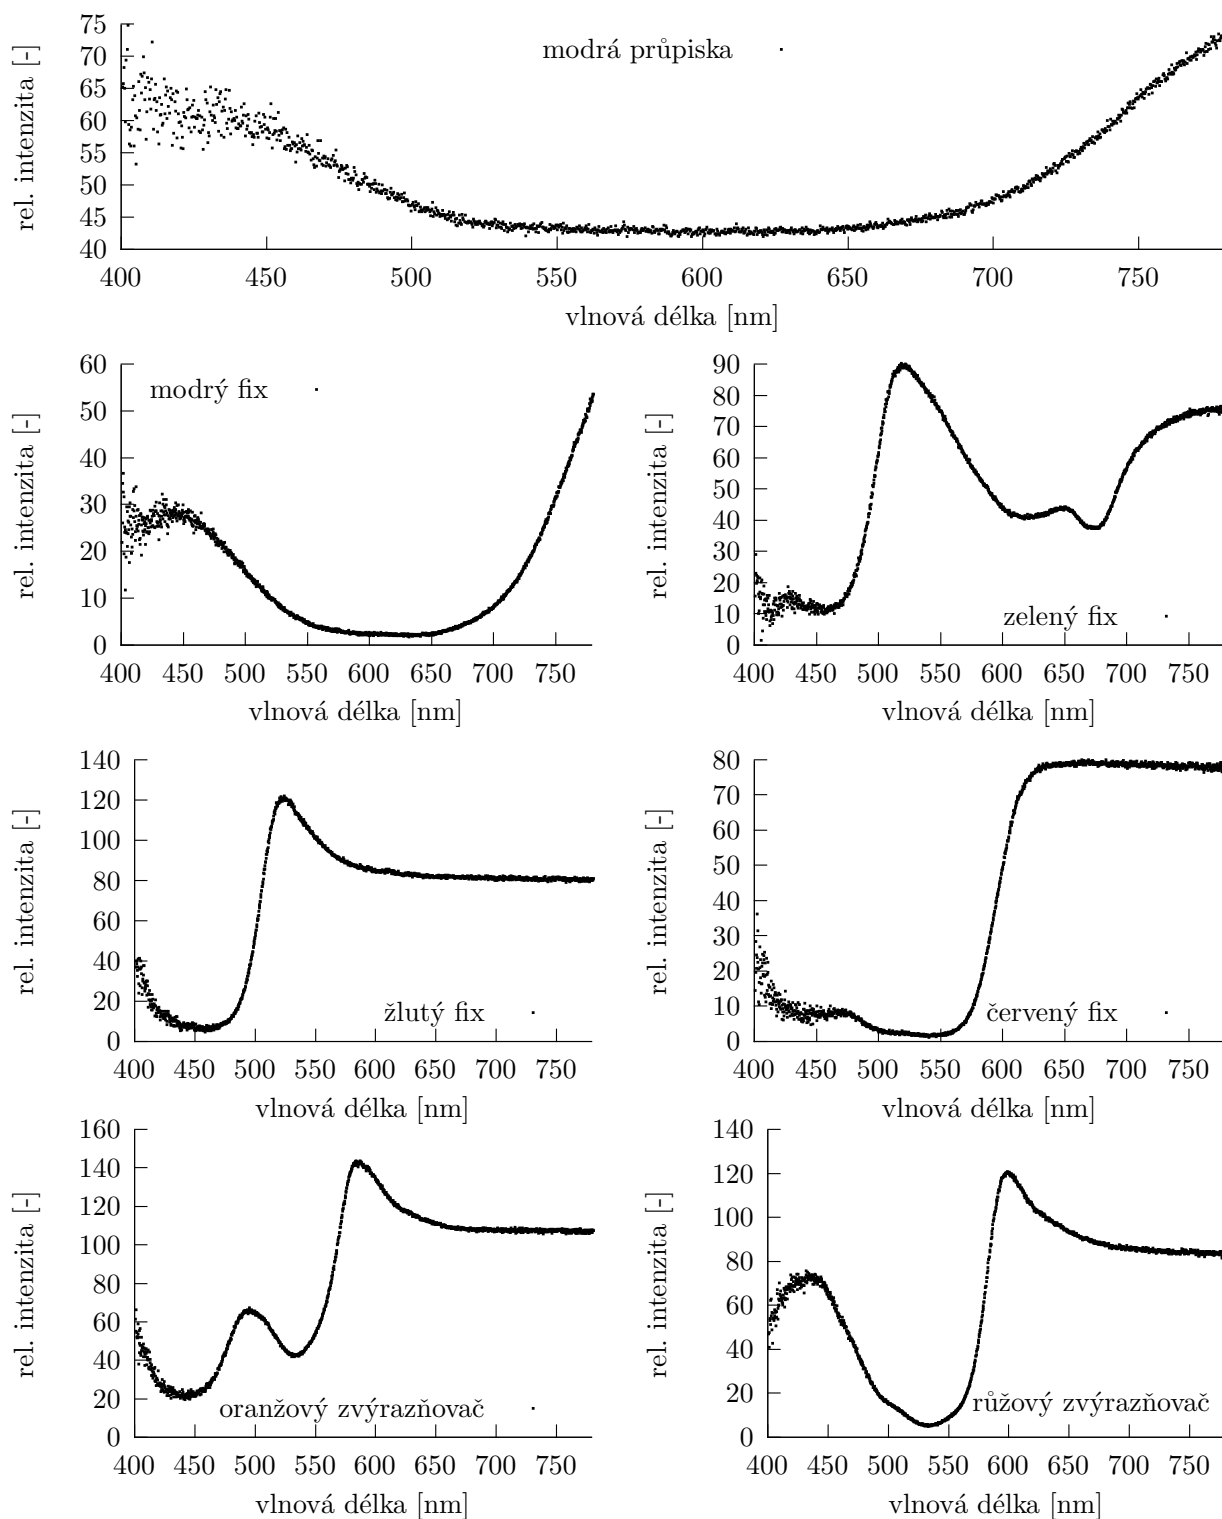 75
70
65
60
55
50
45
40
rel. intenzita [-]
modrá průpiska
400 450 500 550 600 650 700 750
vlnová délka [nm]
60
50
40
30
20
10
0
rel. intenzita [-]
modrý fix
400 450 500 550 600 650 700 750
vlnová délka [nm]
90
80
70
60
50
40
30
20
10
0
rel. intenzita [-]
zelený fix
400 450 500 550 600 650 700 750
vlnová délka [nm]
140
120
100
80
60
40
20
0
rel. intenzita [-]
žlutý fix
400 450 500 550 600 650 700 750
vlnová délka [nm]
80
70
60
50
40
30
20
10
0
rel. intenzita [-]
červený fix
400 450 500 550 600 650 700 750
vlnová délka [nm]
160
140
120
100
80
60
40
20
0
rel. intenzita [-]
oranžový zvýrazňovač
400 450 500 550 600 650 700 750
vlnová délka [nm]
140
120
100
80
60
40
20
0
rel. intenzita [-]
růžový zvýrazňovač
400 450 500 550 600 650 700 750
vlnová délka [nm]